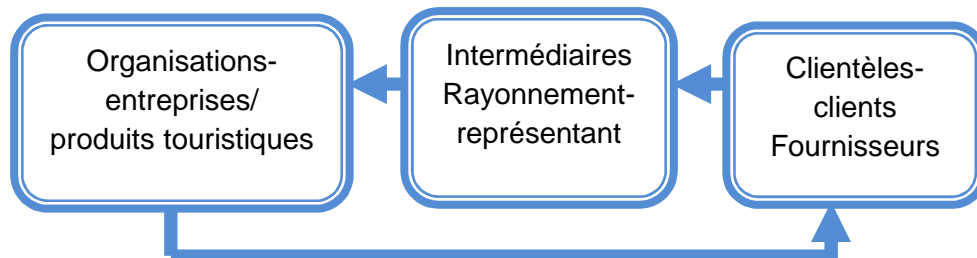 Organisations-
entreprises/
produits touristiques
Intermédiaires
Rayonnement-
représentant
Clientèles-
clients
Fournisseurs